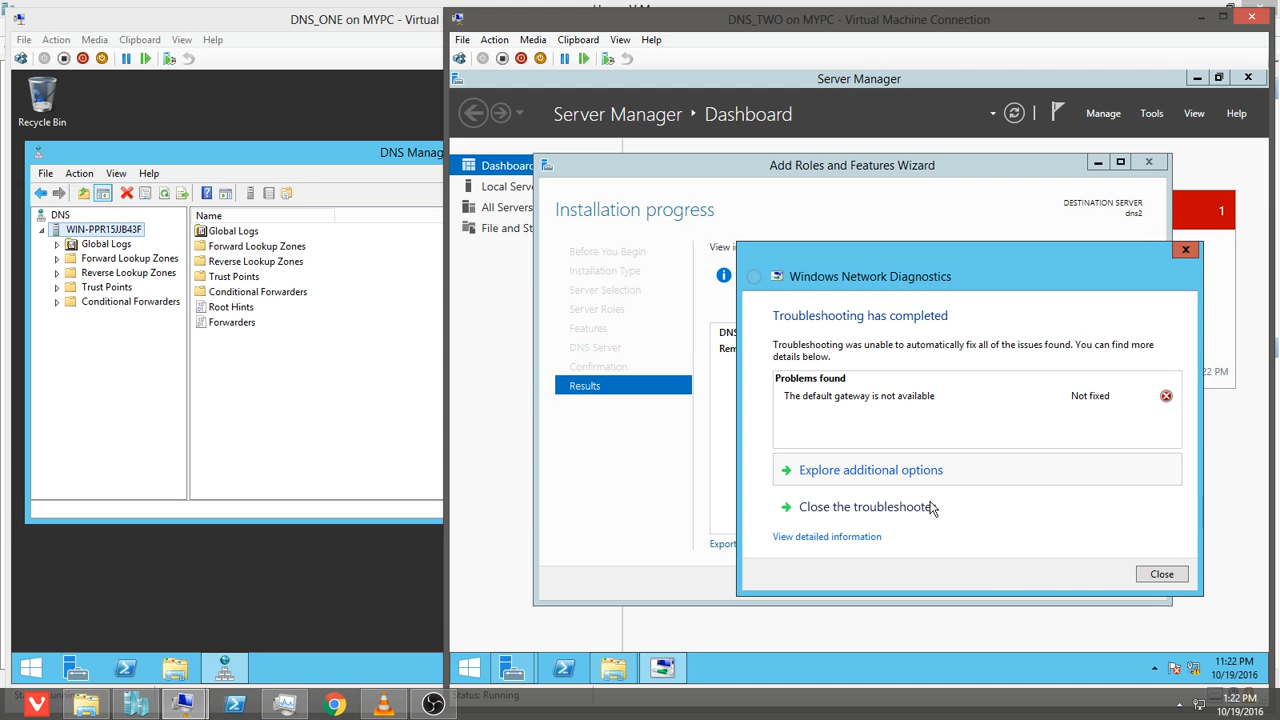 DNS_ONE on MYPC - Virtual
File Action Media Clipboard View Help
Recycle Bin
DNS Manag
File Action View Help
DNS
WIN-PPR15JJB43F
Global Logs
Forward Lookup Zones
Reverse Lookup Zones
Trust Points
Conditional Forwarders
Name
Global Logs
Forward Lookup Zones
Reverse Lookup Zones
Trust Points
Conditional Forwarders
Root Hints
Forwarders
DNS_TWO on MYPC - Virtual Machine Connection
File Action Media Clipboard View Help
Server Manager
Server Manager • Dashboard
Manage Tools View Help
Dashboard
Local Serve
All Servers
File and St
1
22 PM
Add Roles and Features Wizard
Installation progress
DESTINATION SERVER
dns2
Before You Begin
Installation Type
Server Selection
Server Roles
Features
DNS Server
Confirmation
Results
View i
DNS
Rem
Export
Windows Network Diagnostics
Troubleshooting has completed
Troubleshooting was unable to automatically fix all of the issues found. You can find more
details below.
Problems found
The default gateway is not available Not fixed
Explore additional options
Close the troubleshoote
View detailed information
Close
11:22 PM
10/19/2016
Status: Running
1:22 PM
10/19/2016